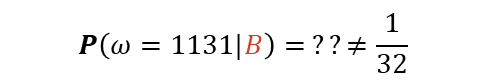 P(ω = 1131|B) = ? ? ≠ 1/32